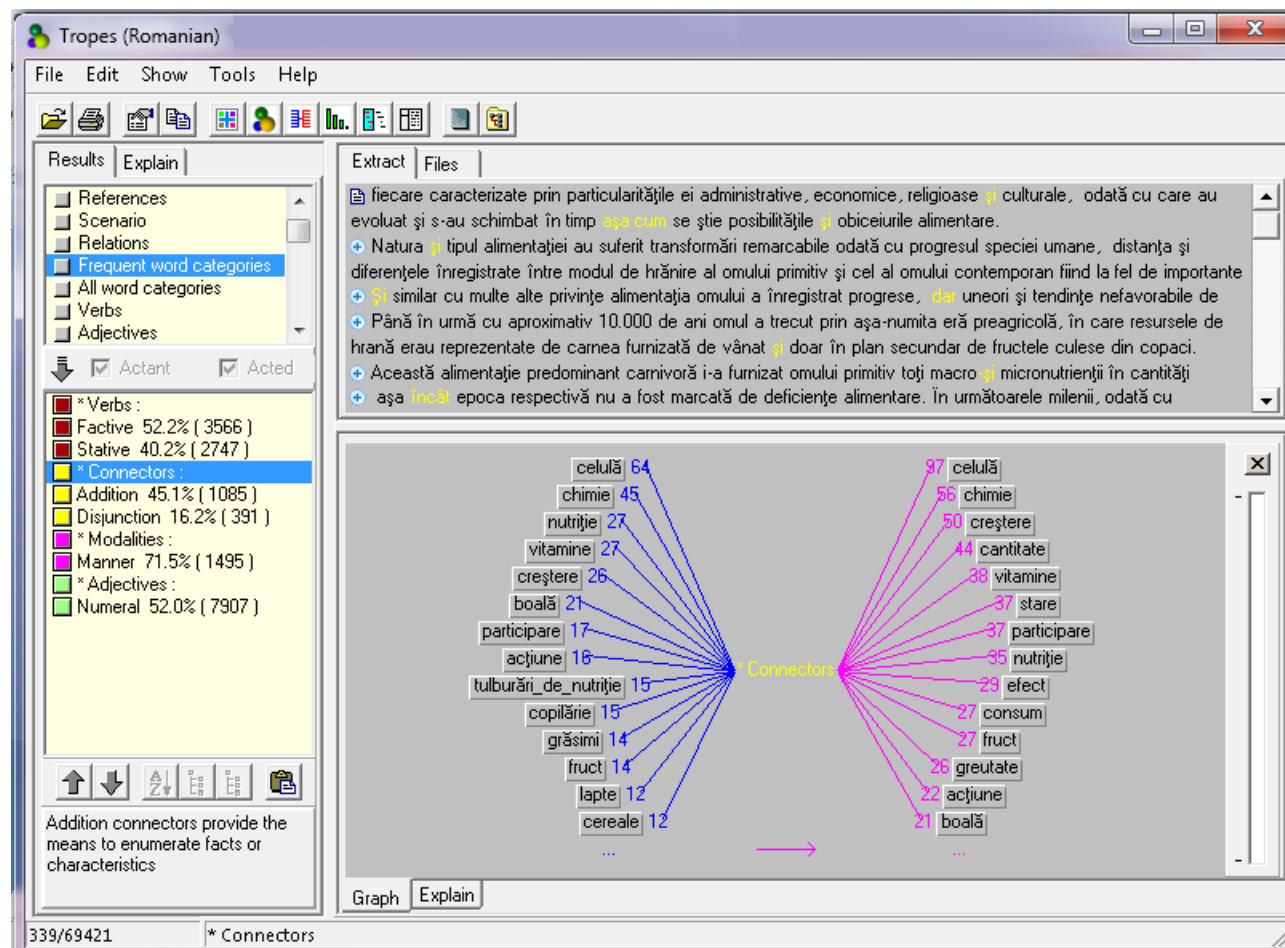 Tropes (Romanian)
File Edit Show Tools Help
Results Explain
References
Scenario
Relations
Frequent word categories
All word categories
Verbs
Adjectives
Actant Acted
* Verbs :
Factive 52.2% ( 3566 )
Stative 40.2% ( 2747 )
* Connectors :
Addition 45.1% ( 1085 )
Disjunction 16.2% ( 391 )
* Modalities :
Manner 71.5% ( 1495 )
* Adjectives :
Numeral 52.0% ( 7907 )
Addition connectors provide the
means to enumerate facts or
characteristics
Extract Files
fiecare caracterizate prin particularităţile ei administrative, economice, religioase şi culturale, odată cu care au
evoluat şi s-au schimbat în timp aşa cum se ştie posibilităţile şi obiceiurile alimentare.
Natura şi tipul alimentaţiei au suferit transformări remarcabile odată cu progresul speciei umane, distanţa şi
diferenţele înregistrate între modul de hrănire al omului primitiv şi cel al omului contemporan fiind la fel de importante
Şi similar cu multe alte privinţe alimentaţia omului a înregistrat progrese, dar uneori şi tendinţe nefavorabile de
Până în urmă cu aproximativ 10.000 de ani omul a trecut prin aşa-numita eră preagricolă, în care resursele de
hrană erau reprezentate de carnea furnizată de vânat şi doar în plan secundar de fructele culese din copaci.
Această alimentaţie predominant carnivoră i-a furnizat omului primitiv toţi macro-şi micronutrienţii în cantităţi
aşa încât epoca respectivă nu a fost marcată de deficienţe alimentare. În următoarele milenii, odată cu
celulă 64
chimie 45
nutriţie 27
vitamine 27
creştere 26
boală 21
participare 17
acţiune 16
tulburări_de_nutriţie 15
copilărie 15
grăsimi 14
fruct 14
lapte 12
cereale 12
...
* Connectors
97 celulă
56 chimie
50 creştere
44 cantitate
38 vitamine
37 stare
37 participare
35 nutriţie
29 efect
27 consum
27 fruct
26 greutate
22 acţiune
21 boală
...
Graph Explain
339/69421 * Connectors